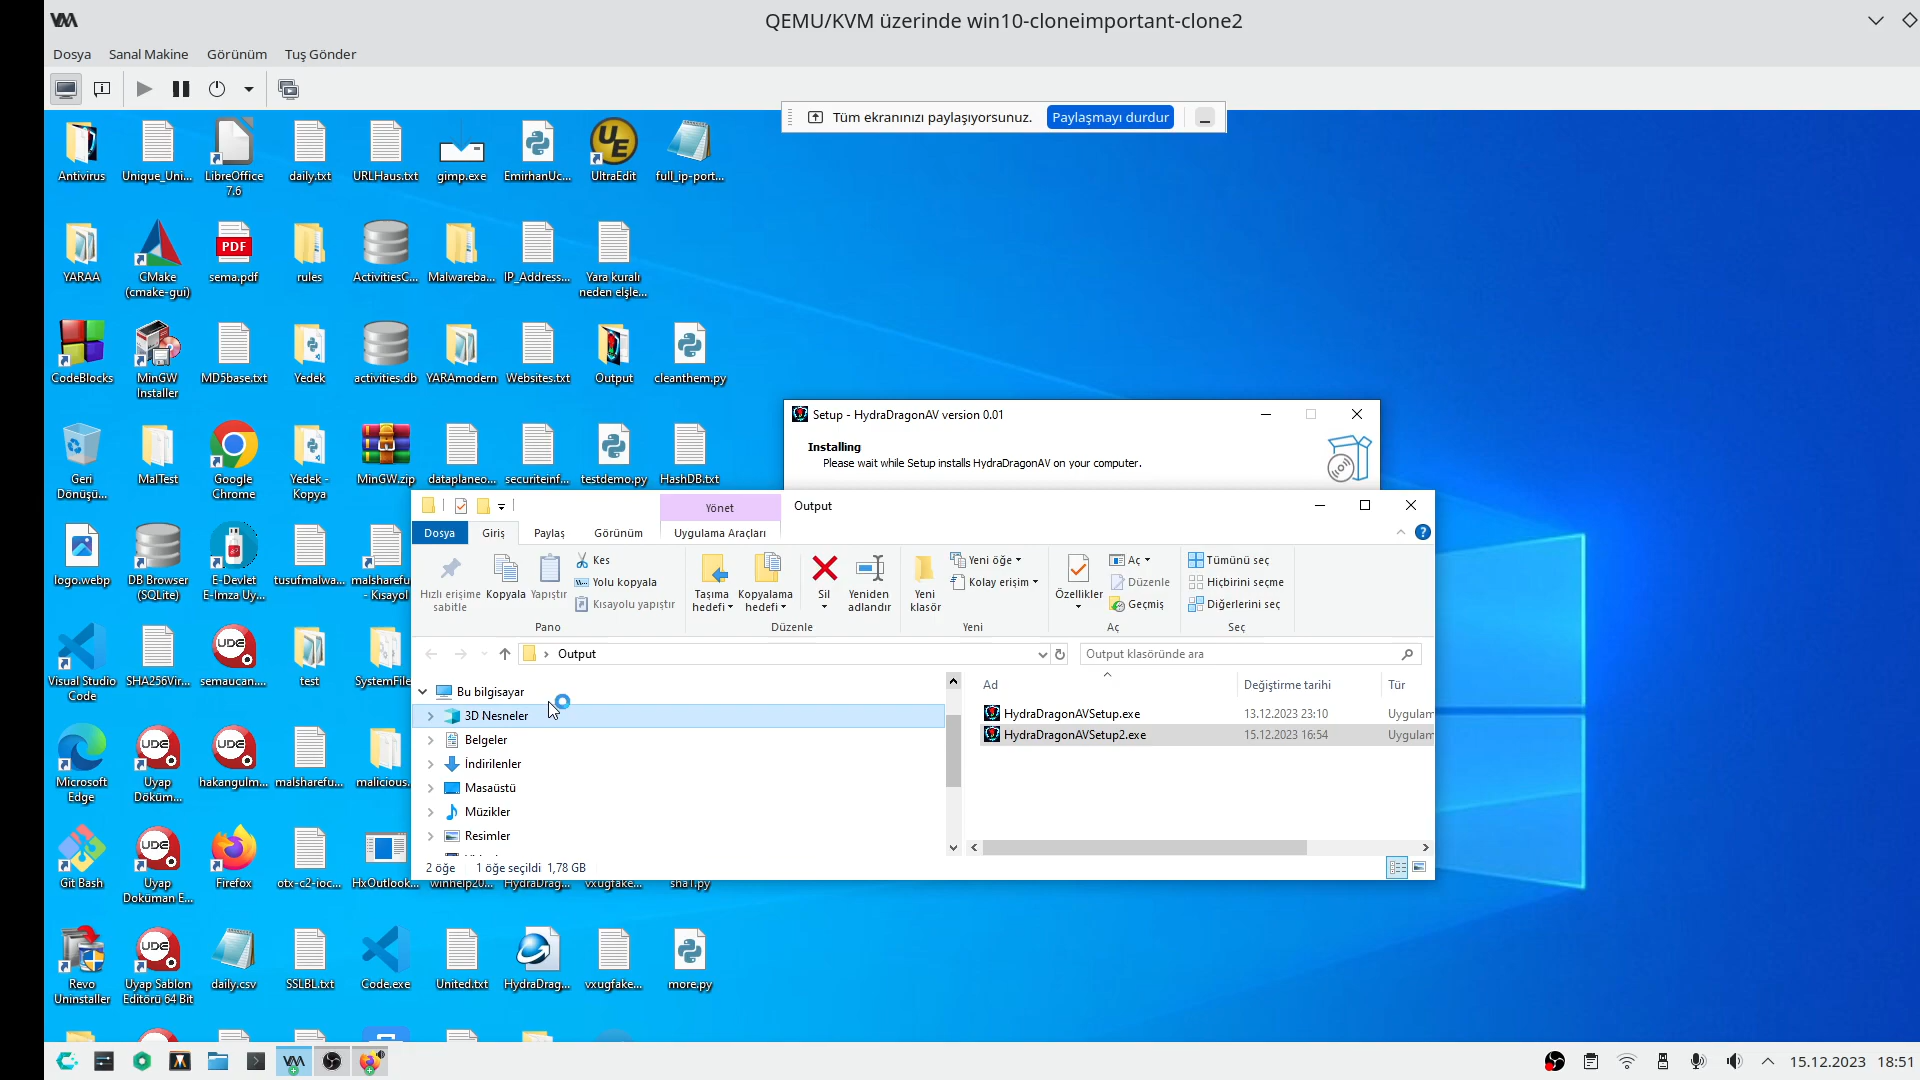 QEMU/KVM üzerinde win10-cloneimportant-clone2
Dosya Sanal Makine Görünüm Tuş Gönder
Tüm ekranınızı paylaşıyorsunuz. Paylaşmayı durdur
Antivirus
Unique_Uni...
LibreOffice
7.6
daily.txt
URLHaus.txt
gimp.exe
EmirhanUc...
UltraEdit
full_ip-port...
YARAA
CMake
(cmake-gui)
sema.pdf
rules
ActivitiesC...
Malwareba...
IP_Address...
Yara kuralı
neden elşle...
CodeBlocks
MinGW
Installer
MD5base.txt
Yedek
activities.db
YARAmodern
Websites.txt
Output
cleanthem.py
Geri
Dönüşü...
MalTest
Google
Chrome
Yedek -
Kopya
MinGW.zip
dataplaneo...
securiteinf...
testdemo.py
HashDB.txt
logo.webp
DB Browser
(SQLite)
E-Devlet
E-İmza Uy...
tusufmalwa...
malsharefu
- Kısayol
Visual Studio
Code
SHA256Vir...
semaucan....
test
SystemFile
Microsoft
Edge
Uyap
Doküm...
hakangulm...
malsharefu...
malicious.
Git Bash
Uyap
Doküman E...
Firefox
otx-c2-ioc...
HxOutlook...
winhelp20...
HydraDrag...
vxugfake...
sha1.py
Revo
Uninstaller
Uyap Şablon
Editörü 64 Bit
daily.csv
SSLBL.txt
Code.exe
United.txt
HydraDrag...
vxugfake...
more.py
Setup - HydraDragonAV version 0.01
Installing
Please wait while Setup installs HydraDragonAV on your computer.
Yönet
Output
Dosya Giriş Paylaş Görünüm Uygulama Araçları
Hızlı erişime
sabitle
Kopyala
Yapıştır
Kes
Yolu kopyala
Kısayolu yapıştır
Pano
Taşıma
hedefi
Kopyalama
hedefi
Sil
Yeniden
adlandır
Düzenle
Yeni
klasör
Yeni öğe
Kolay erişim
Yeni
Özellikler
Aç
Düzenle
Geçmiş
Aç
Tümünü seç
Hiçbirini seçme
Diğerlerini seç
Seç
Output
Output klasöründe ara
Bu bilgisayar
3D Nesneler
Belgeler
İndirilenler
Masaüstü
Müzikler
Resimler
Ad Değiştirme tarihi Tür
HydraDragonAVSetup.exe 13.12.2023 23:10 Uygulam
HydraDragonAVSetup2.exe 15.12.2023 16:54 Uygulam
2 öğe 1 öğe seçildi 1,78 GB
15.12.2023 18:51